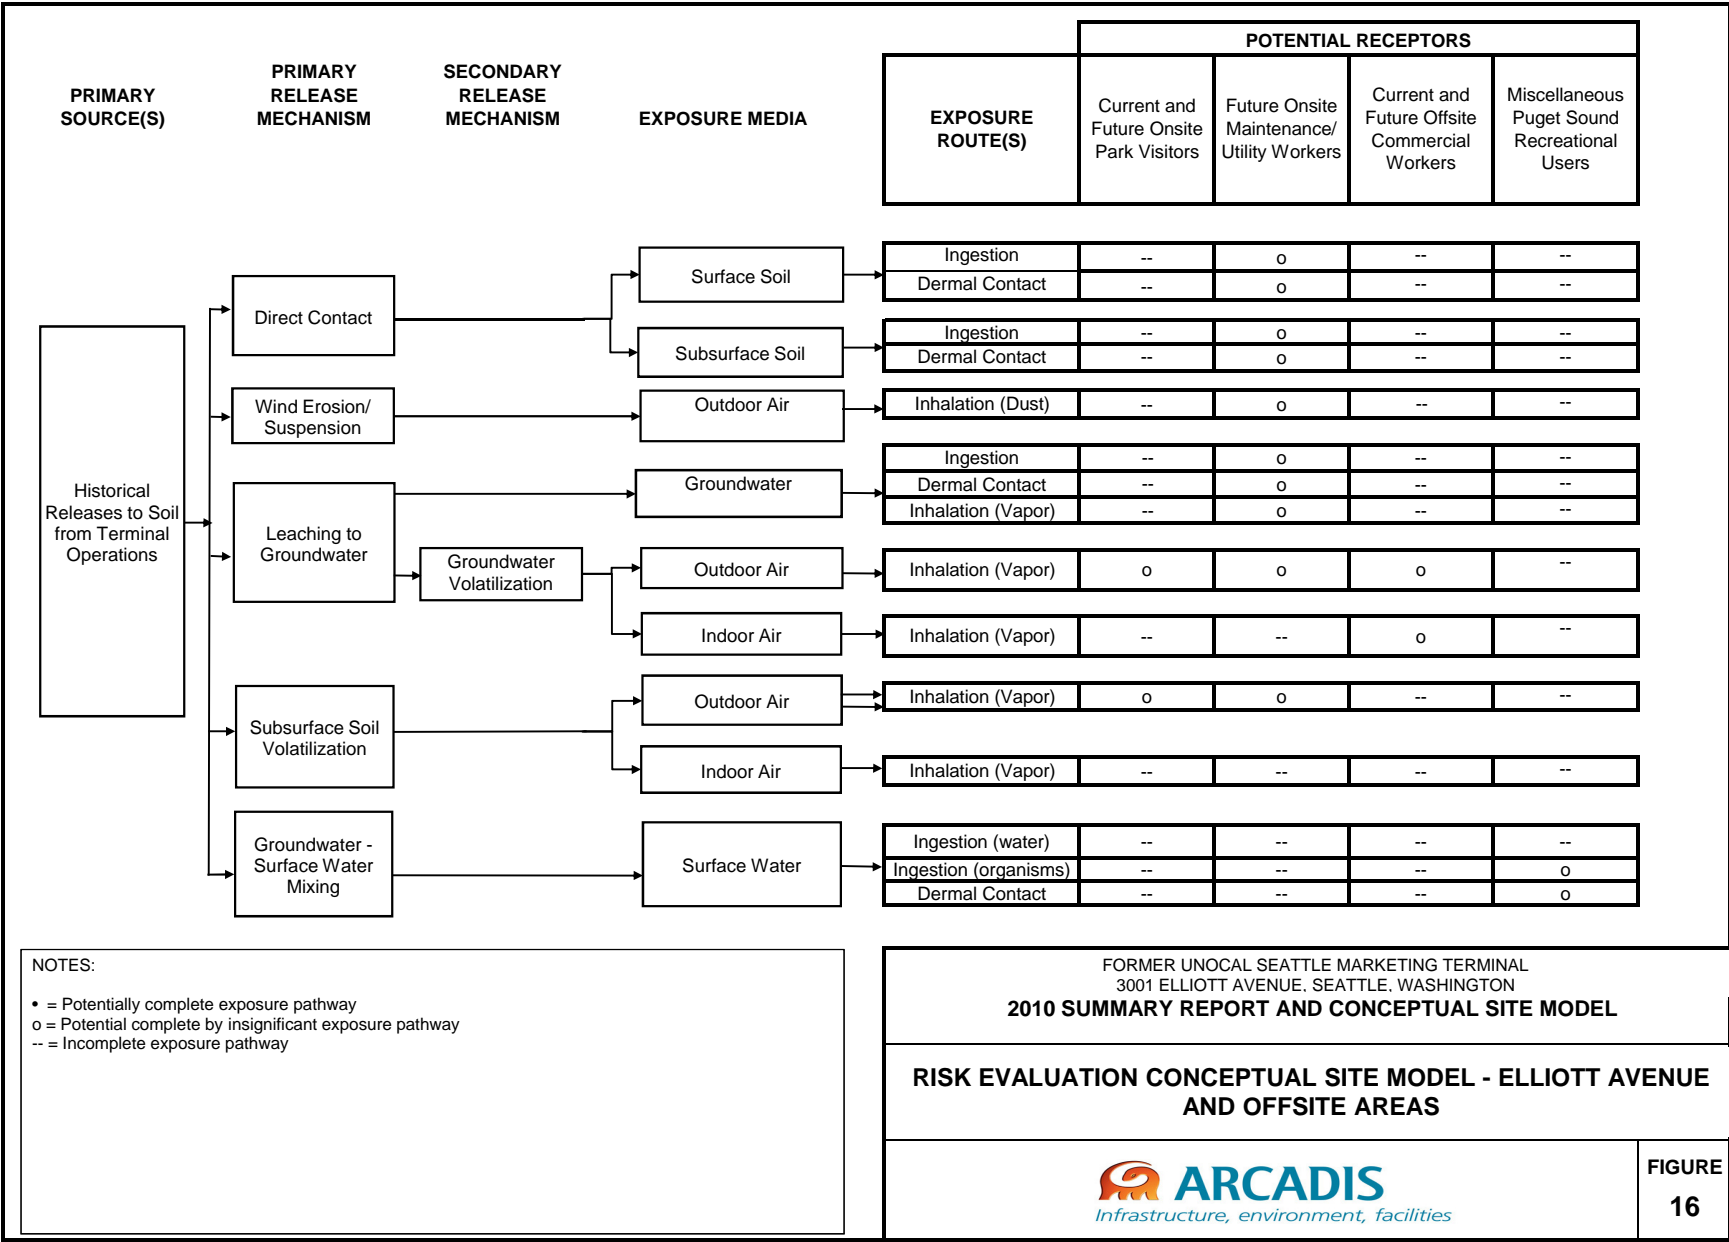 POTENTIAL RECEPTORS
PRIMARY
SOURCE(S)
PRIMARY
RELEASE
MECHANISM
SECONDARY
RELEASE
MECHANISM
EXPOSURE MEDIA
EXPOSURE
ROUTE(S)
Current and
Future Onsite
Park Visitors
Future Onsite
Maintenance/
Utility Workers
Current and
Future Offsite
Commercial
Workers
Miscellaneous
Puget Sound
Recreational
Users
Historical
Releases to Soil
from Terminal
Operations
Direct Contact
Surface Soil
Ingestion -- o -- --
Dermal Contact -- o -- --
Subsurface Soil
Ingestion -- o -- --
Dermal Contact -- o -- --
Wind Erosion/
Suspension
Outdoor Air
Inhalation (Dust) -- o -- --
Leaching to
Groundwater
Groundwater
Ingestion -- o -- --
Dermal Contact -- o -- --
Inhalation (Vapor) -- o -- --
Groundwater
Volatilization
Outdoor Air
Inhalation (Vapor) o o o --
Indoor Air
Inhalation (Vapor) -- -- o --
Subsurface Soil
Volatilization
Outdoor Air
Inhalation (Vapor) o o -- --
Indoor Air
Inhalation (Vapor) -- -- -- --
Groundwater -
Surface Water
Mixing
Surface Water
Ingestion (water) -- -- -- --
Ingestion (organisms) -- -- -- o
Dermal Contact -- -- -- o
NOTES:
• = Potentially complete exposure pathway
o = Potential complete by insignificant exposure pathway
-- = Incomplete exposure pathway
FORMER UNOCAL SEATTLE MARKETING TERMINAL
3001 ELLIOTT AVENUE, SEATTLE, WASHINGTON
2010 SUMMARY REPORT AND CONCEPTUAL SITE MODEL
RISK EVALUATION CONCEPTUAL SITE MODEL - ELLIOTT AVENUE
AND OFFSITE AREAS
ARCADIS
Infrastructure, environment, facilities
FIGURE
16